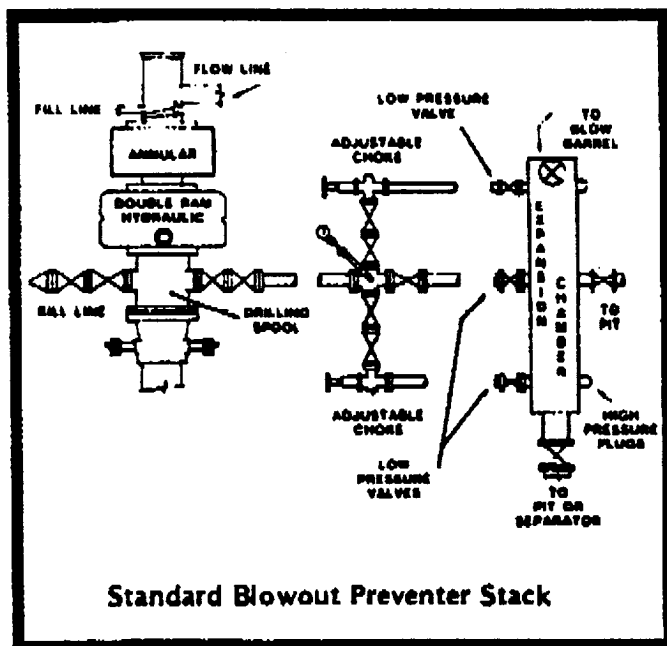 FLOW LINE
FILL LINE
ANNULAR
DOUBLE RAM
HYDRAULIC
KILL LINE
DRILLING
SPOOL
LOW PRESSURE
VALVE
ADJUSTABLE
CHOKE
TO
BLOW
BARREL
EXPANSION
CHAMBER
TO
PIT
ADJUSTABLE
CHOKE
LOW
PRESSURE
VALVES
HIGH
PRESSURE
PLUGS
TO
PIT OR
SEPARATOR
Standard Blowout Preventer Stack